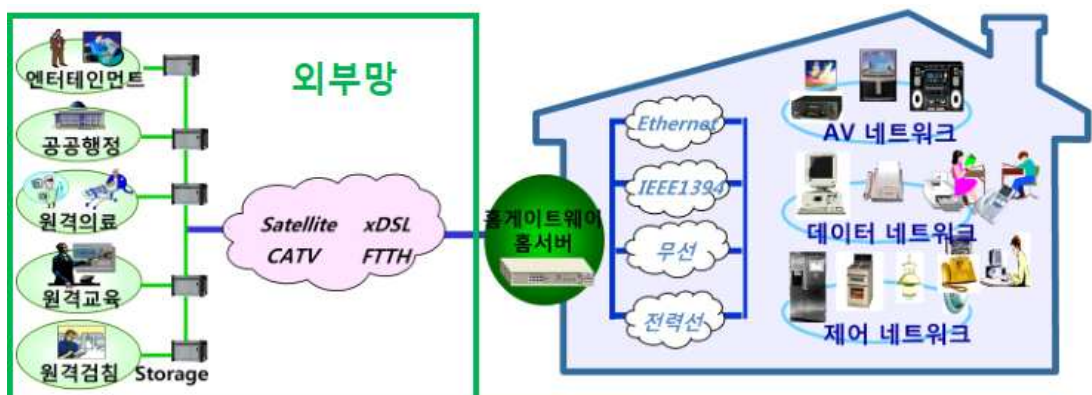 외부망
엔터테인먼트
공공행정
원격의료
원격교육
원격검침
Storage
Satellite xDSL
CATV FTTH
홈게이트웨이
홈서버
Ethernet
IEEE1394
무선
전력선
AV 네트워크
데이터 네트워크
제어 네트워크